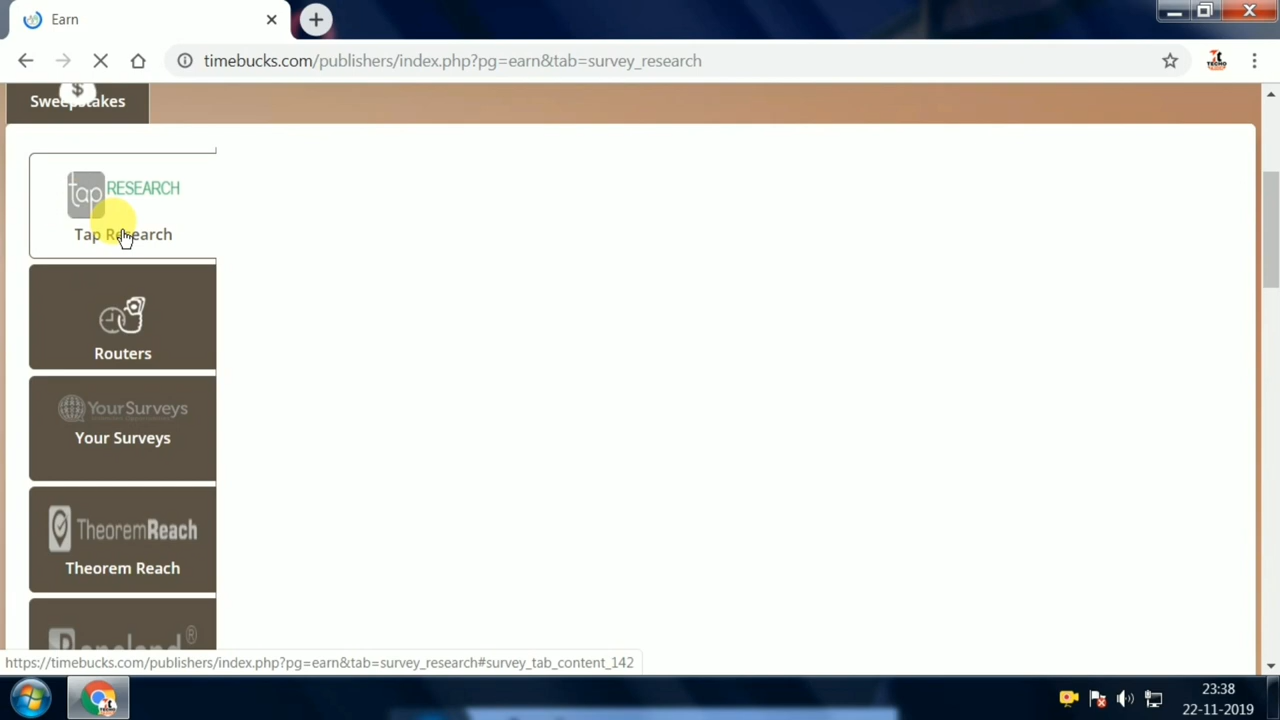 Earn
timebucks.com/publishers/index.php?pg=earn&tab=survey_research
Sweepstakes
tap RESEARCH
Tap Research
Routers
YourSurveys
Your Surveys
TheoremReach
Theorem Reach
https://timebucks.com/publishers/index.php?pg=earn&tab=survey_research#survey_tab_content_142
23:38
22-11-2019